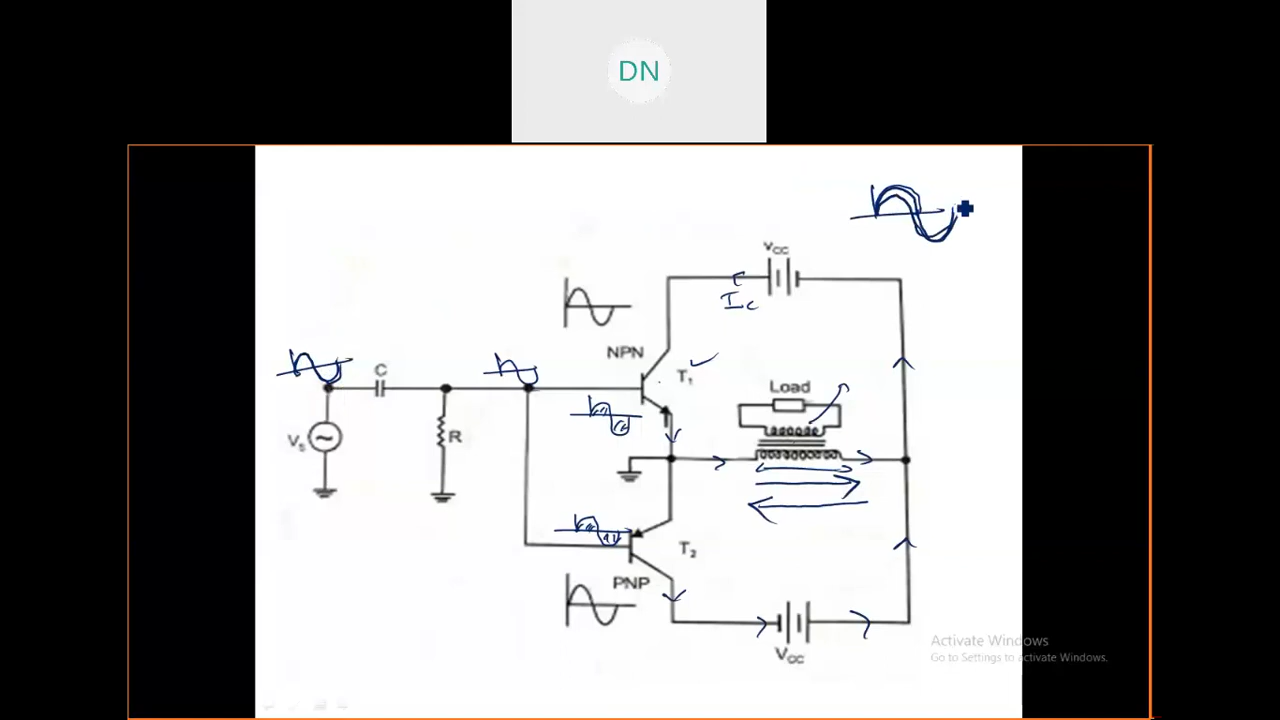 DN
VCC
Ic
NPN
T1
C
Load
Vs
R
T2
PNP
VCC
Activate Windows
Go to Settings to activate Windows.